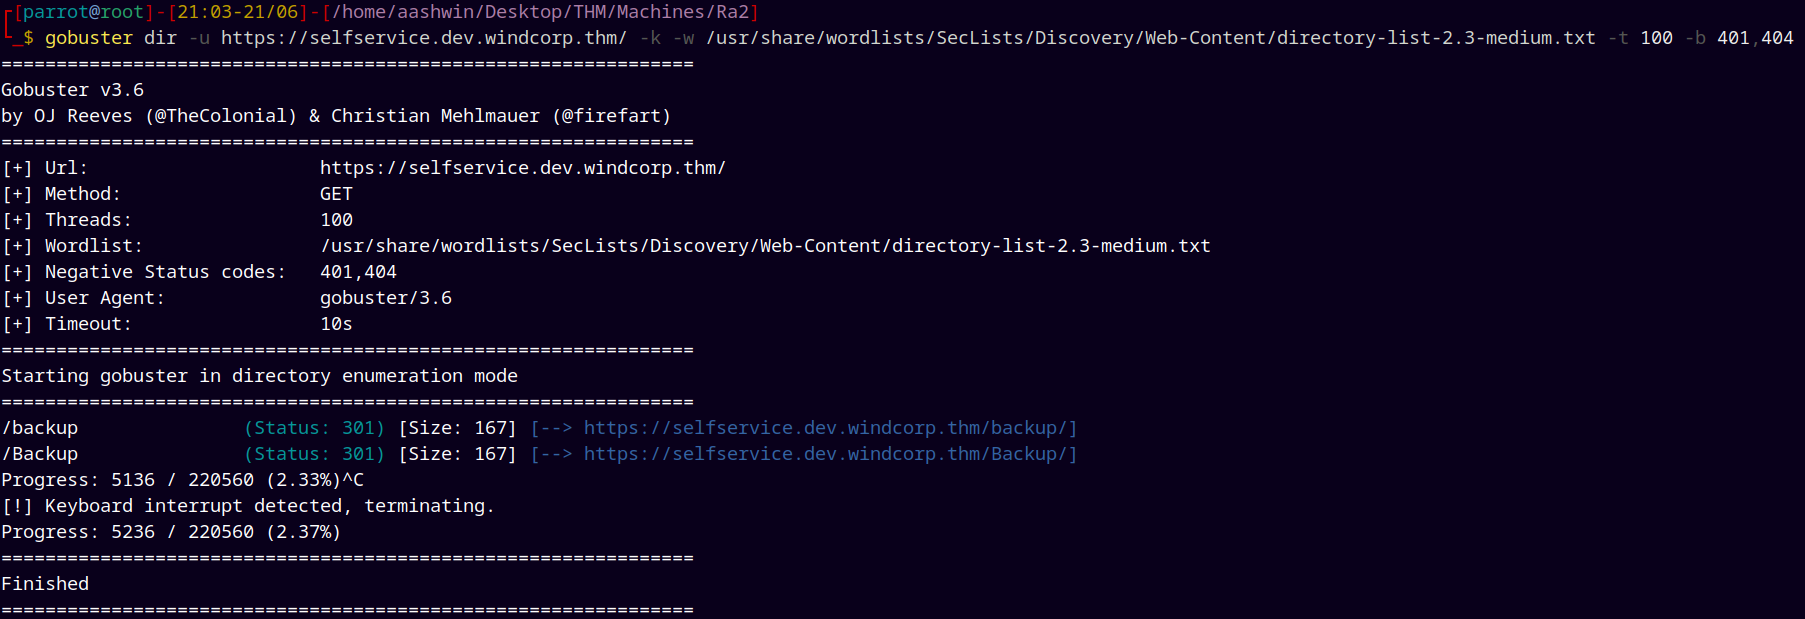 ┌[parrot@root]-[21:03-21/06]-[/home/aashwin/Desktop/THM/Machines/Ra2]
└╴$ gobuster dir -u https://selfservice.dev.windcorp.thm/ -k -w /usr/share/wordlists/SecLists/Discovery/Web-Content/directory-list-2.3-medium.txt -t 100 -b 401,404
===============================================================
Gobuster v3.6
by OJ Reeves (@TheColonial) & Christian Mehlmauer (@firefart)
===============================================================
[+] Url:                     https://selfservice.dev.windcorp.thm/
[+] Method:                  GET
[+] Threads:                 100
[+] Wordlist:                /usr/share/wordlists/SecLists/Discovery/Web-Content/directory-list-2.3-medium.txt
[+] Negative Status codes:   401,404
[+] User Agent:              gobuster/3.6
[+] Timeout:                 10s
===============================================================
Starting gobuster in directory enumeration mode
===============================================================
/backup               (Status: 301) [Size: 167] [--> https://selfservice.dev.windcorp.thm/backup/]
/Backup               (Status: 301) [Size: 167] [--> https://selfservice.dev.windcorp.thm/Backup/]
Progress: 5136 / 220560 (2.33%)^C
[!] Keyboard interrupt detected, terminating.
Progress: 5236 / 220560 (2.37%)
===============================================================
Finished
===============================================================